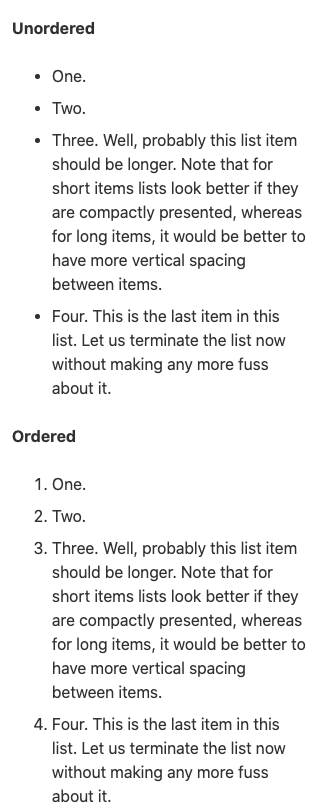 Unordered
• One.
• Two.
• Three. Well, probably this list item
should be longer. Note that for
short items lists look better if they
are compactly presented, whereas
for long items, it would be better to
have more vertical spacing
between items.
• Four. This is the last item in this
list. Let us terminate the list now
without making any more fuss
about it.
Ordered
1. One.
2. Two.
3. Three. Well, probably this list item
should be longer. Note that for
short items lists look better if they
are compactly presented, whereas
for long items, it would be better to
have more vertical spacing
between items.
4. Four. This is the last item in this
list. Let us terminate the list now
without making any more fuss
about it.